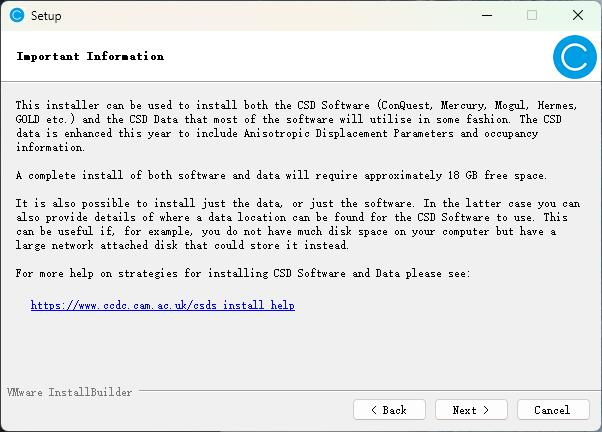 Setup
Important Information
This installer can be used to install both the CSD Software (ConQuest, Mercury, Mogul, Hermes,
GOLD etc.) and the CSD Data that most of the software will utilise in some fashion. The CSD
data is enhanced this year to include Anisotropic Displacement Parameters and occupancy
information.
A complete install of both software and data will require approximately 18 GB free space.
It is also possible to install just the data, or just the software. In the latter case you can
also provide details of where a data location can be found for the CSD Software to use. This
can be useful if, for example, you do not have much disk space on your computer but have a
large network attached disk that could store it instead.
For more help on strategies for installing CSD Software and Data please see:
https://www.ccdc.cam.ac.uk/csds_install_help
VMware InstallBuilder
< Back
Next >
Cancel